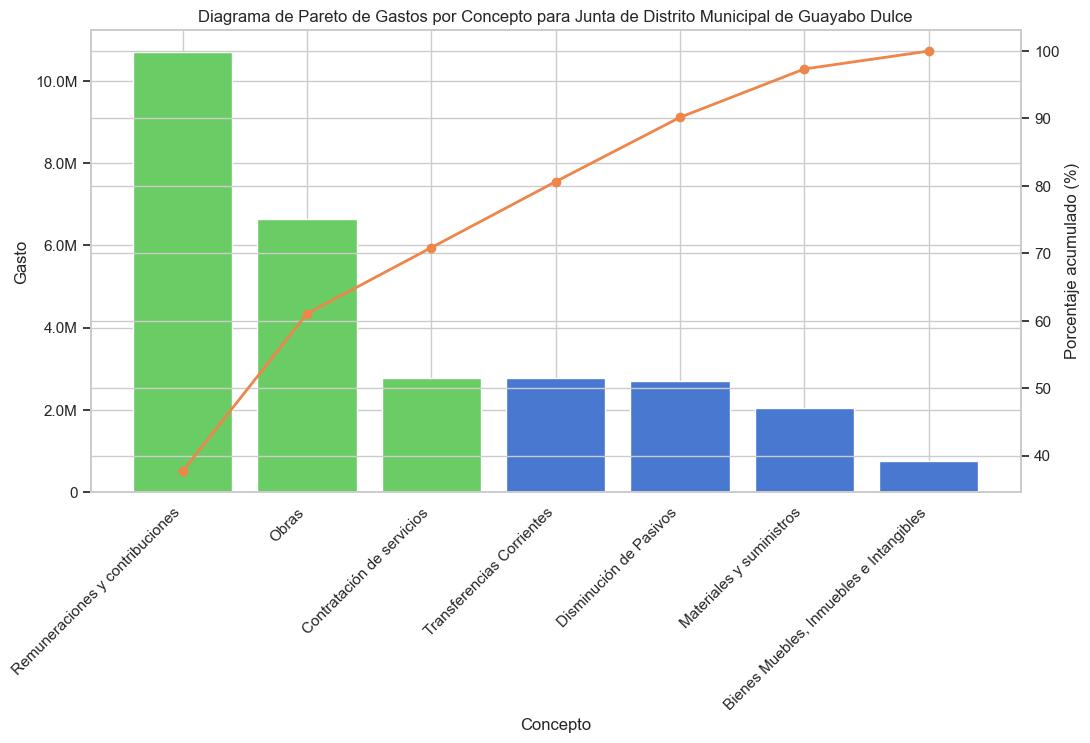 Diagrama de Pareto de Gastos por Concepto para Junta de Distrito Municipal de Guayabo Dulce
10.0M
8.0M
6.0M
4.0M
2.0M
0
Gasto
100
90
80
70
60
50
40
Porcentaje acumulado (%)
Remuneraciones y contribuciones
Obras
Contratación de servicios
Transferencias Corrientes
Disminución de Pasivos
Materiales y suministros
Bienes Muebles, Inmuebles e Intangibles
Concepto